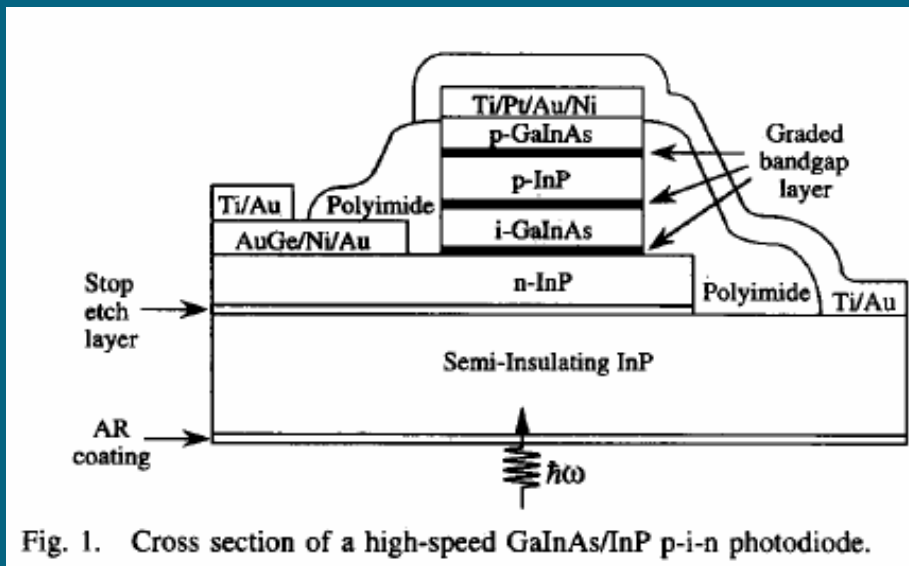 Ti/Pt/Au/Ni
p-GaInAs
Graded
bandgap
layer
p-InP
Ti/Au
Polyimide
i-GaInAs
AuGe/Ni/Au
n-InP
Stop
etch
layer
Polyimide
Ti/Au
Semi-Insulating InP
AR
coating
ħω
Fig. 1. Cross section of a high-speed GaInAs/InP p-i-n photodiode.